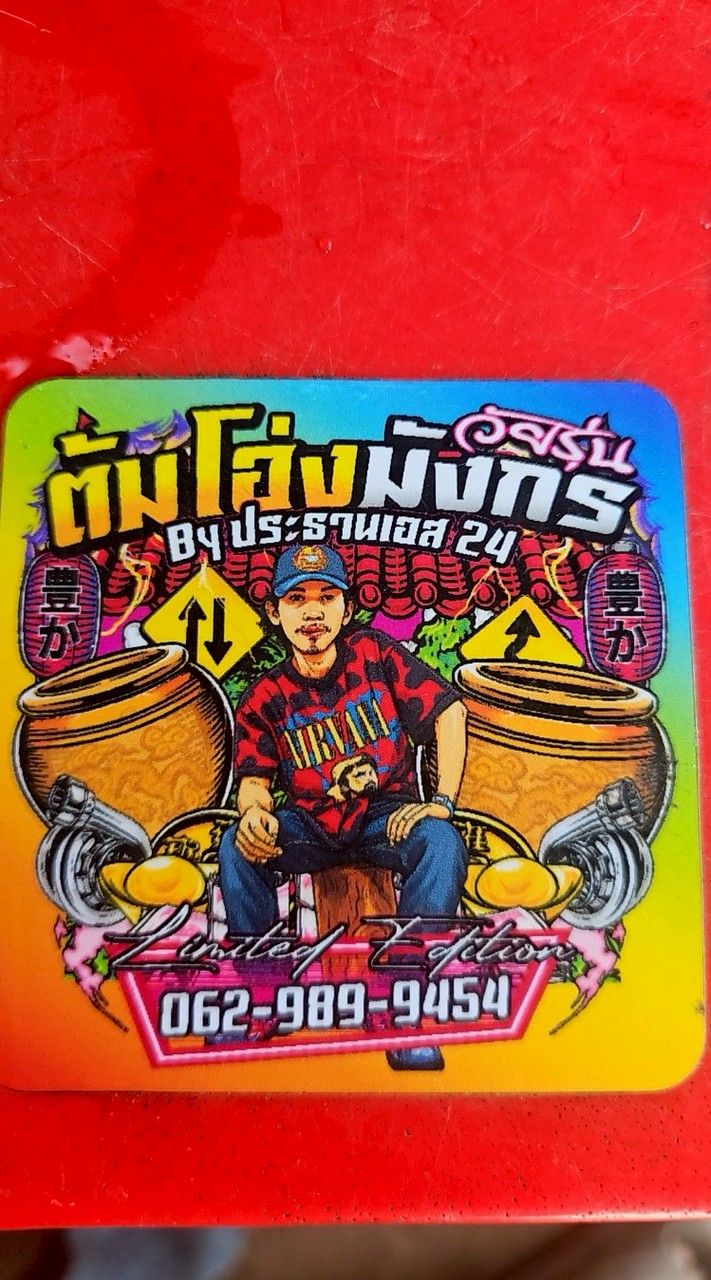 วัยรุ่น
ต้มโอ่งมังกร
By ประธานเอส 24
豊か
豊か
NIRVANA
Limited Edition
062-989-9454